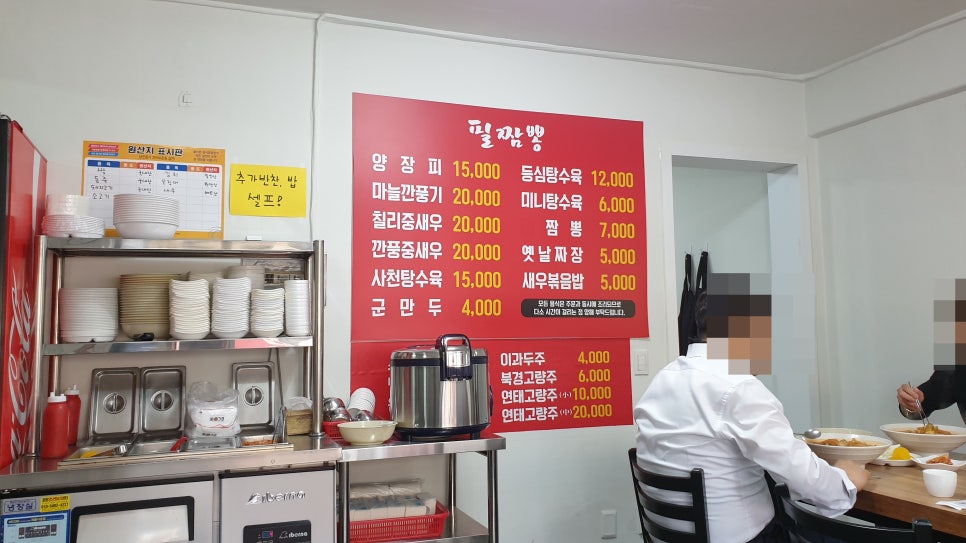 필짬뽕
양장피 15,000
마늘깐풍기 20,000
칠리중새우 20,000
깐풍중새우 20,000
사천탕수육 15,000
군만두 4,000
등심탕수육 12,000
미니탕수육 6,000
짬뽕 7,000
옛날짜장 5,000
새우볶음밥 5,000
모든 음식은 주문과 동시에 조리되므로
다소 시간이 걸리는 점 양해 부탁드립니다.
이과두주 4,000
북경고량주 6,000
연태고량주(小) 10,000
연태고량주(中) 20,000
원산지 표시판
추가반찬, 밥
셀프!
Coca-Cola
냉장실